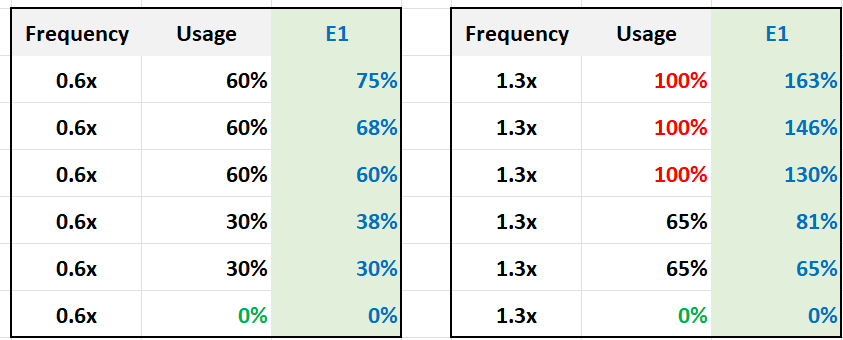 Frequency Usage E1 Frequency Usage E1
0.6x 60% 75% 1.3x 100% 163%
0.6x 60% 68% 1.3x 100% 146%
0.6x 60% 60% 1.3x 100% 130%
0.6x 30% 38% 1.3x 65% 81%
0.6x 30% 30% 1.3x 65% 65%
0.6x 0% 0% 1.3x 0% 0%